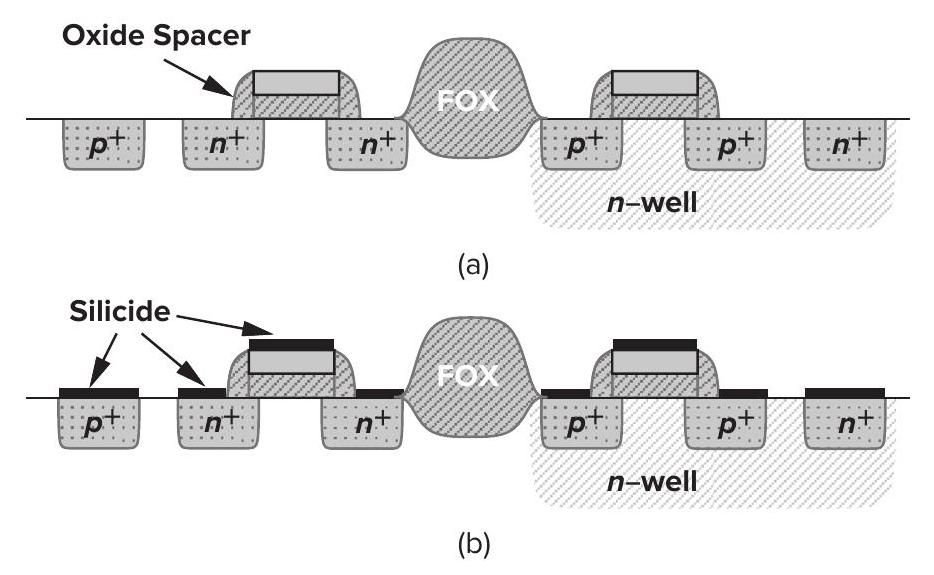 Oxide Spacer
FOX
p+ n+ n+ p+ p+ n+
n–well
(a)
Silicide
FOX
p+ n+ n+ p+ p+ n+
n–well
(b)